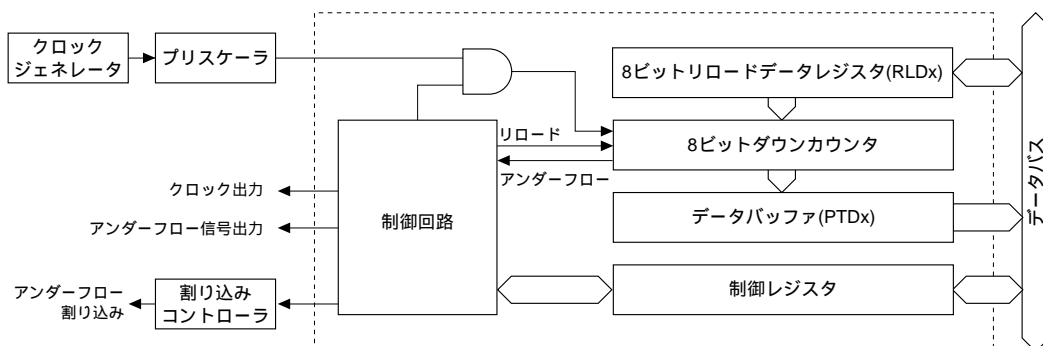 クロック
ジェネレータ
プリスケーラ
8ビットリロードデータレジスタ(RLDx)
リロード
8ビットダウンカウンタ
アンダーフロー
クロック出力
制御回路
データバッファ(PTDx)
アンダーフロー信号出力
データバス
アンダーフロー
割り込み
割り込み
コントローラ
制御レジスタ